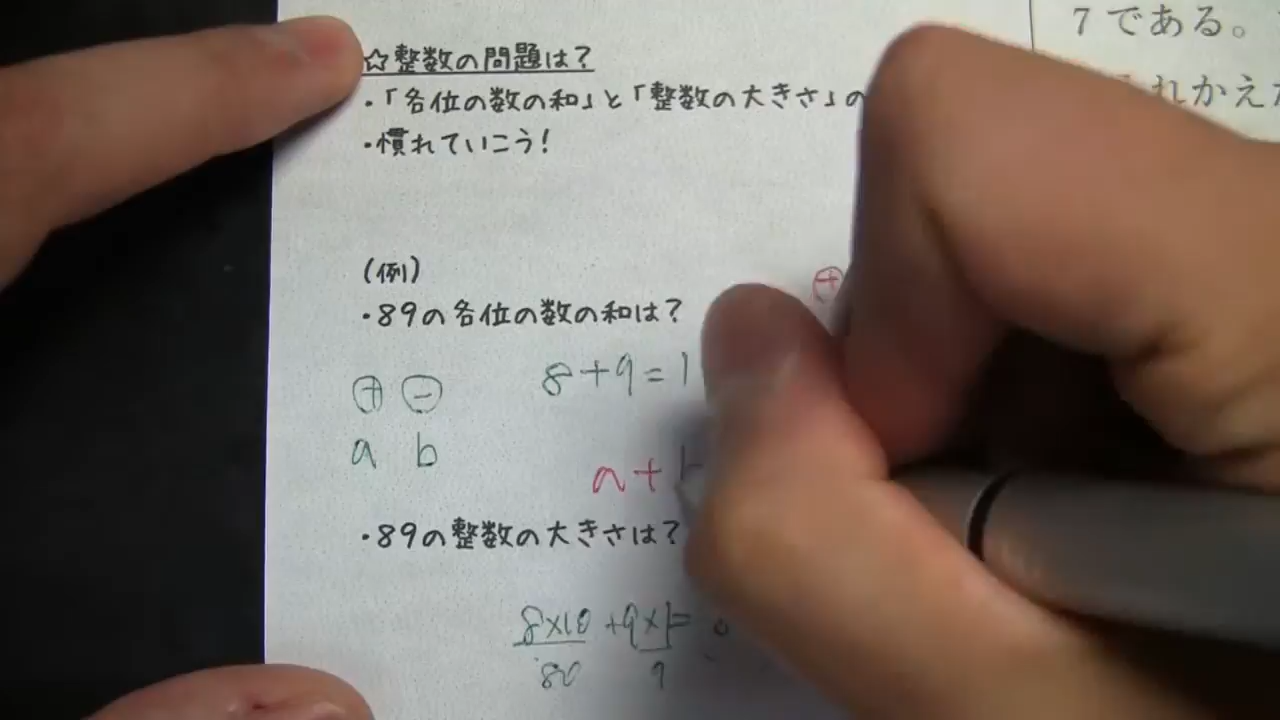 ☆整数の問題は?
・「各位の数の和」と「整数の大きさ」の
・慣れていこう!
(例)
・89の各位の数の和は?
8+9=1
⊕ ⊖
a b
a+
・89の整数の大きさは?
8×10+9×1=
80 9
7である。
れかえ